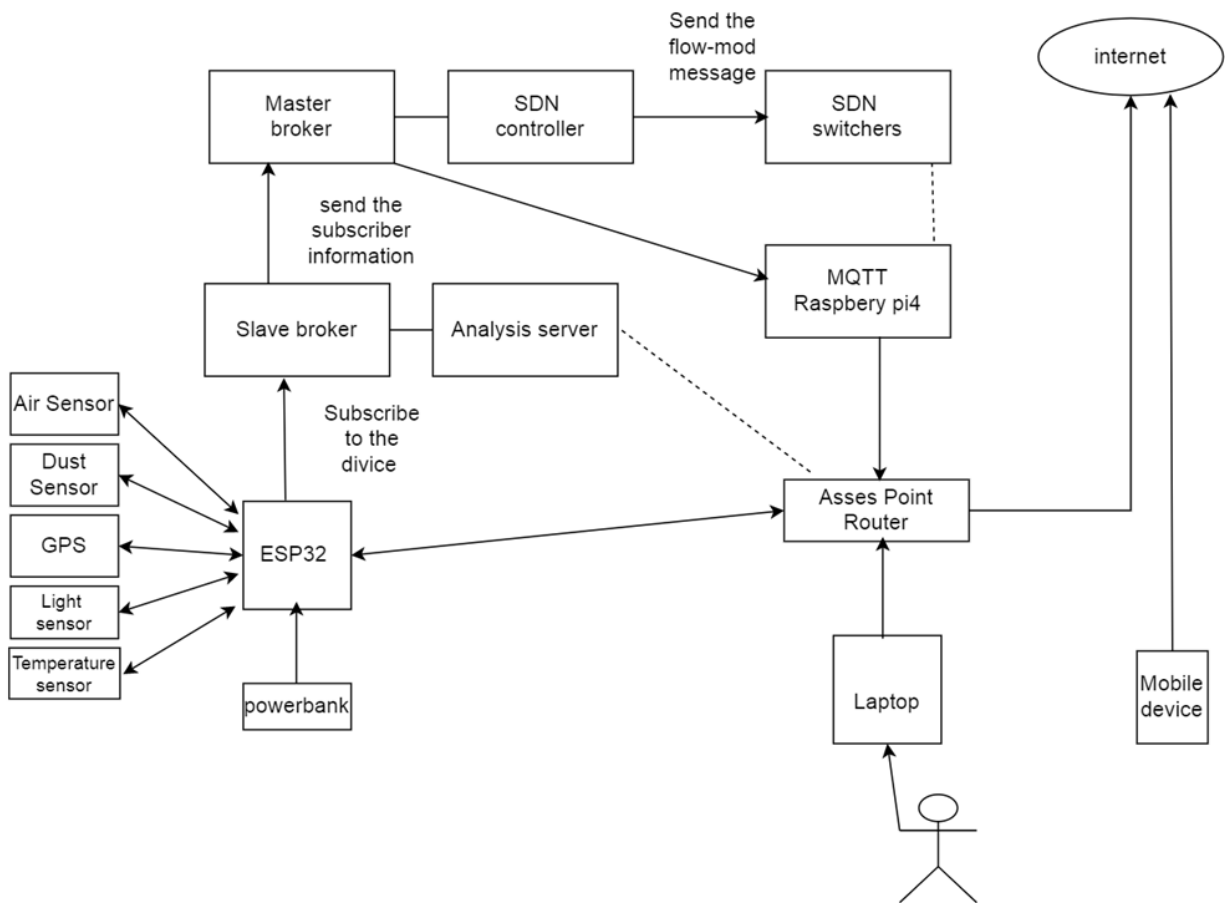 Send the
flow-mod
message
internet
Master
broker
SDN
controller
SDN
switchers
send the
subscriber
information
MQTT
Raspbery pi4
Slave broker
Analysis server
Air Sensor
Subscribe
to the
divice
Dust
Sensor
GPS
ESP32
Asses Point
Router
Light
sensor
Temperature
sensor
powerbank
Laptop
Mobile
device